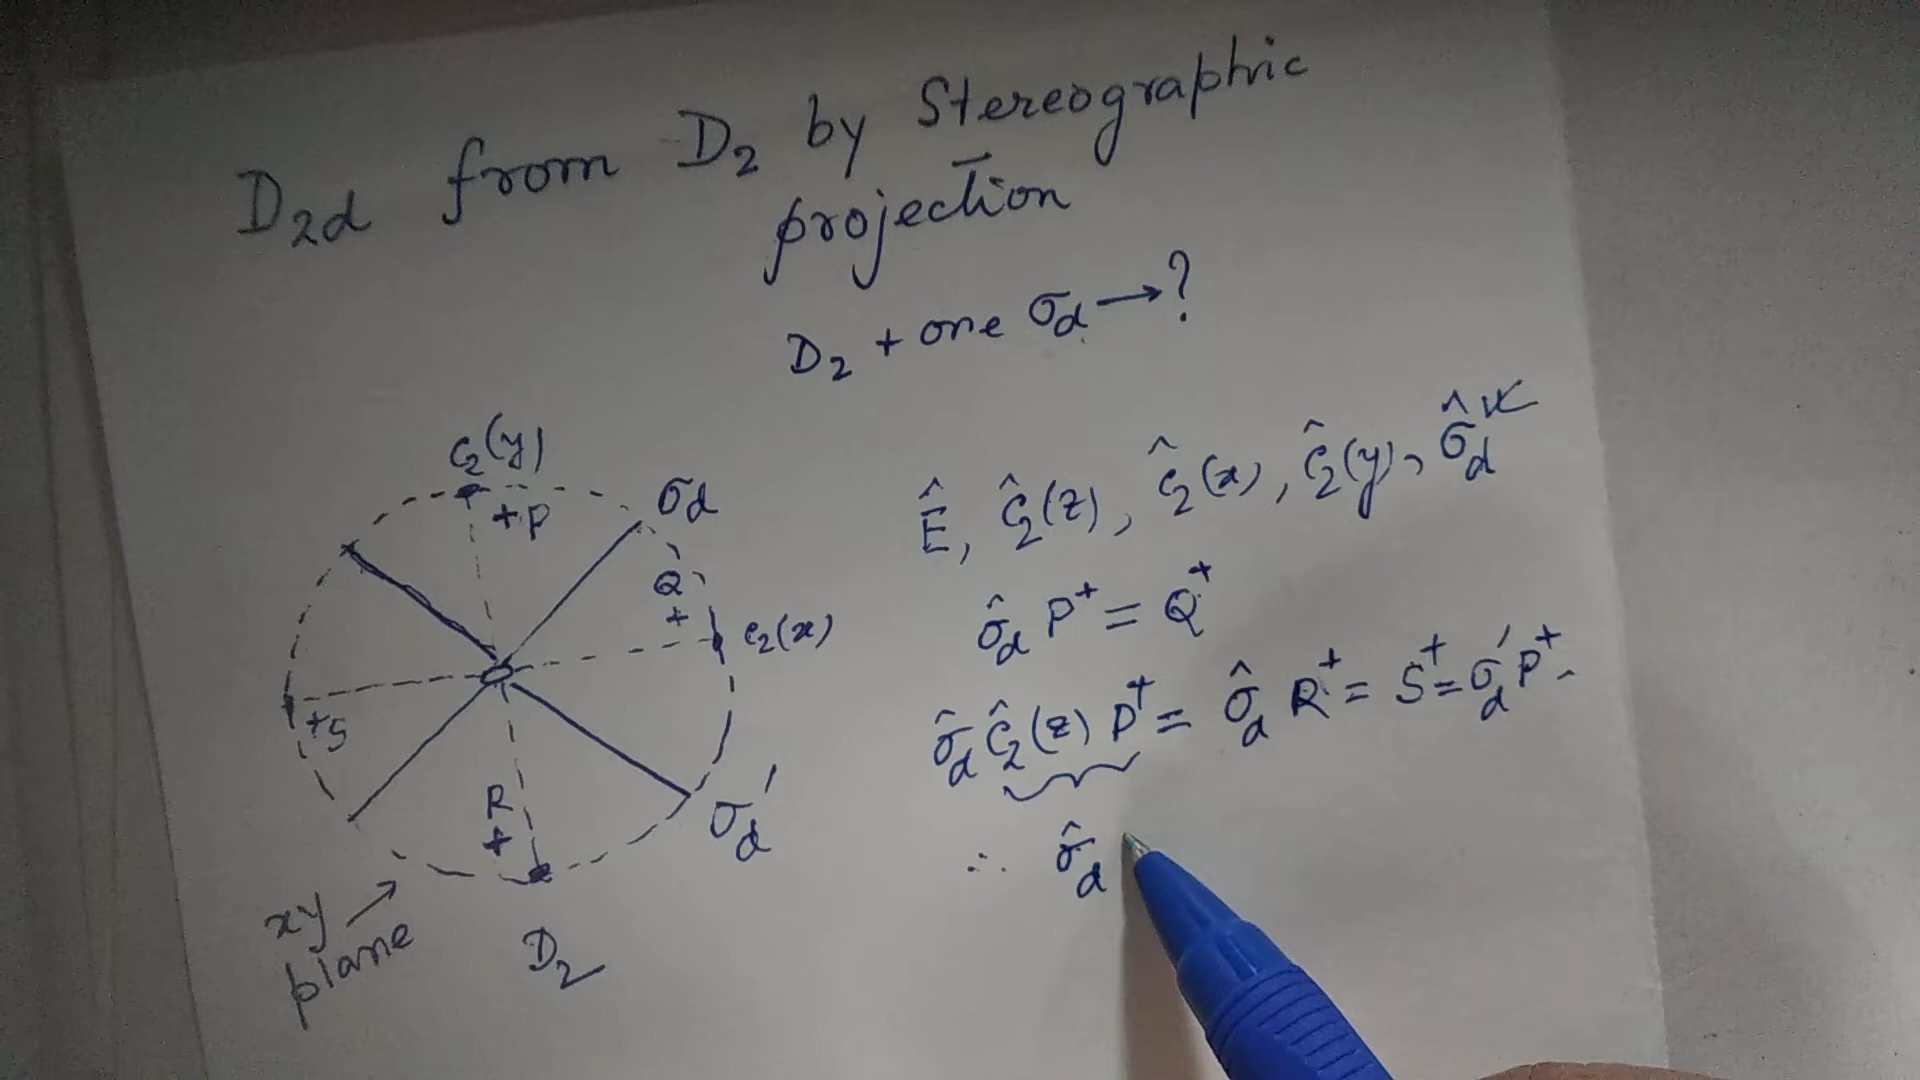 D₂d from D₂ by Stereographic
projection
D₂ + one σd → ?
C₂(y)
+P
σd
Q
+
C₂(x)
+S
R
+
σd′
xy → plane
D₂
Ê, Ĉ₂(z), Ĉ₂(x), Ĉ₂(y), σ̂d
σ̂d P⁺ = Q⁺
σ̂d Ĉ₂(z) P⁺ = σ̂d R⁺ = S⁺ = σd′ P⁺.
∴ σ̂d